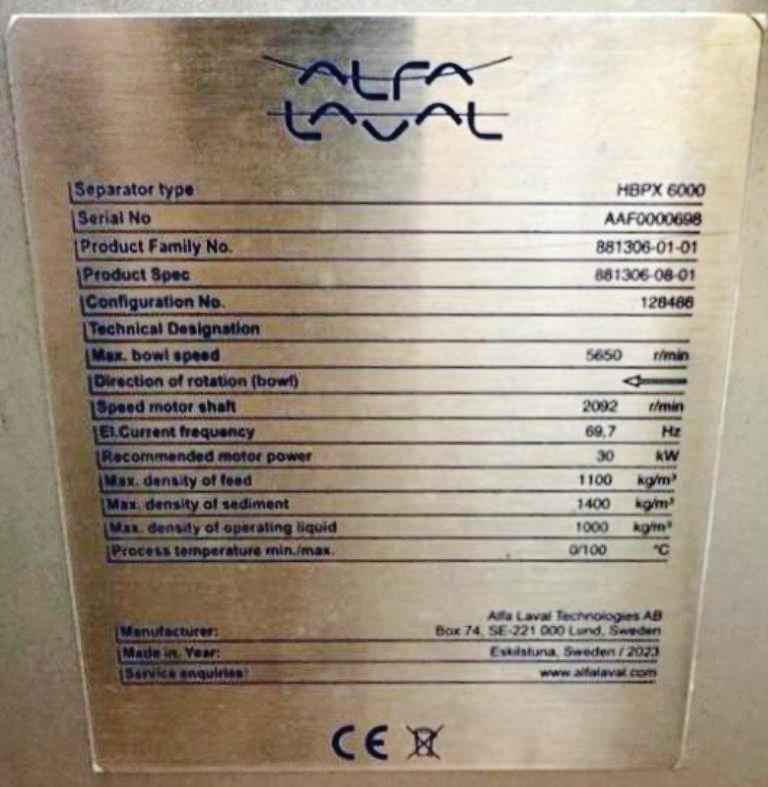 ALFA
LAVAL
Separator type HBPX 6000
Serial No AAF0000698
Product Family No. 881306-01-01
Product Spec 881306-08-01
Configuration No. 128488
Technical Designation
Max. bowl speed 5650 r/min
Direction of rotation (bowl)
Speed motor shaft 2092 r/min
El.Current frequency 69,7 Hz
Recommended motor power 30 kW
Max. density of feed 1100 kg/m³
Max. density of sediment 1400 kg/m³
Max. density of operating liquid 1000 kg/m³
Process temperature min./max. 0/100 °C
Alfa Laval Technologies AB
Manufacturer: Box 74, SE-221 000 Lund, Sweden
Made in, Year: Eskilstuna, Sweden / 2023
Service enquiries: www.alfalaval.com
CE